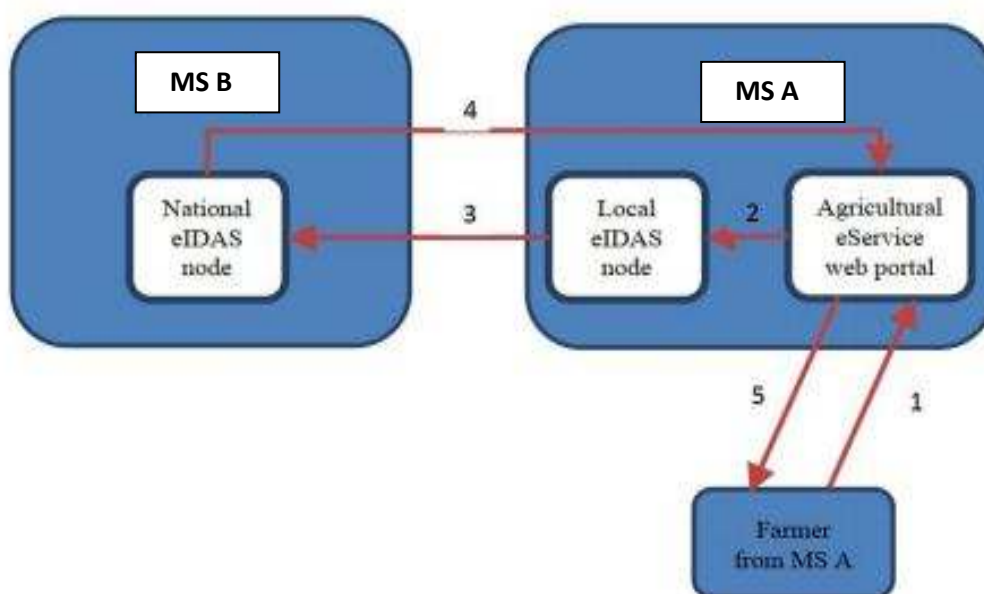 MS B
MS A
4
National
eIDAS
node
3
Local
eIDAS
node
2
Agricultural
eService
web portal
5
1
Farmer
from MS A